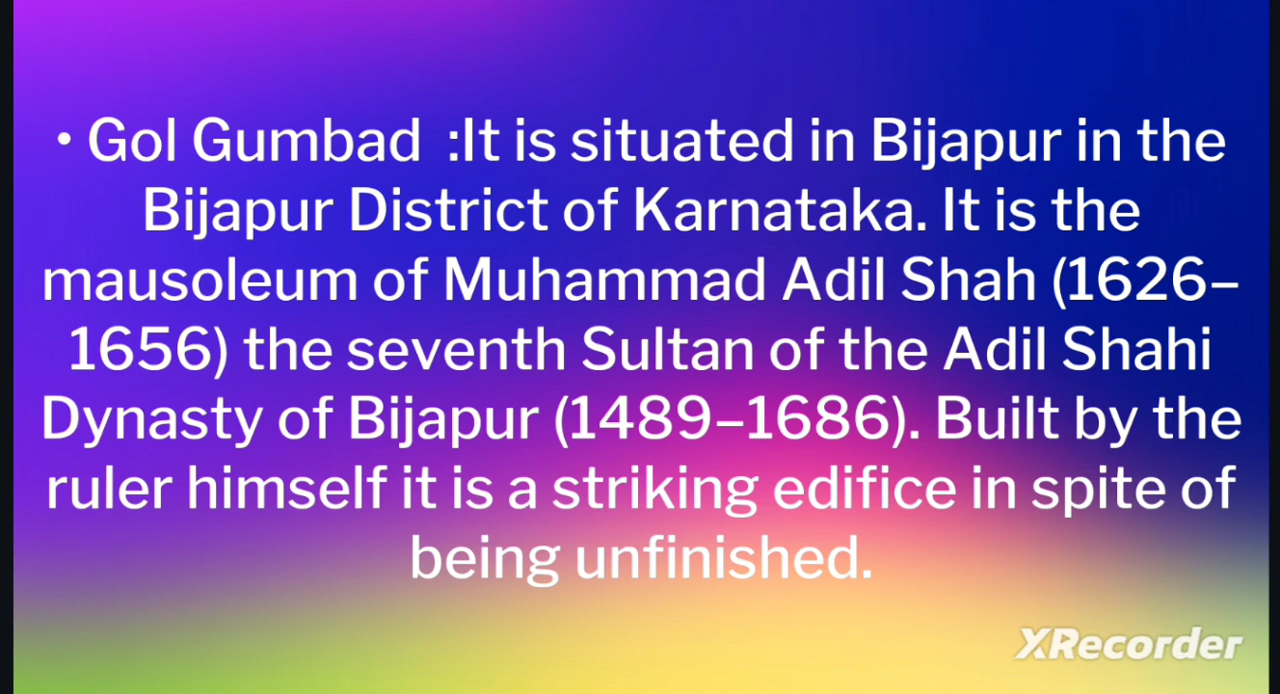 • Gol Gumbad :It is situated in Bijapur in the
Bijapur District of Karnataka. It is the
mausoleum of Muhammad Adil Shah (1626–
1656) the seventh Sultan of the Adil Shahi
Dynasty of Bijapur (1489–1686). Built by the
ruler himself it is a striking edifice in spite of
being unfinished.
XRecorder